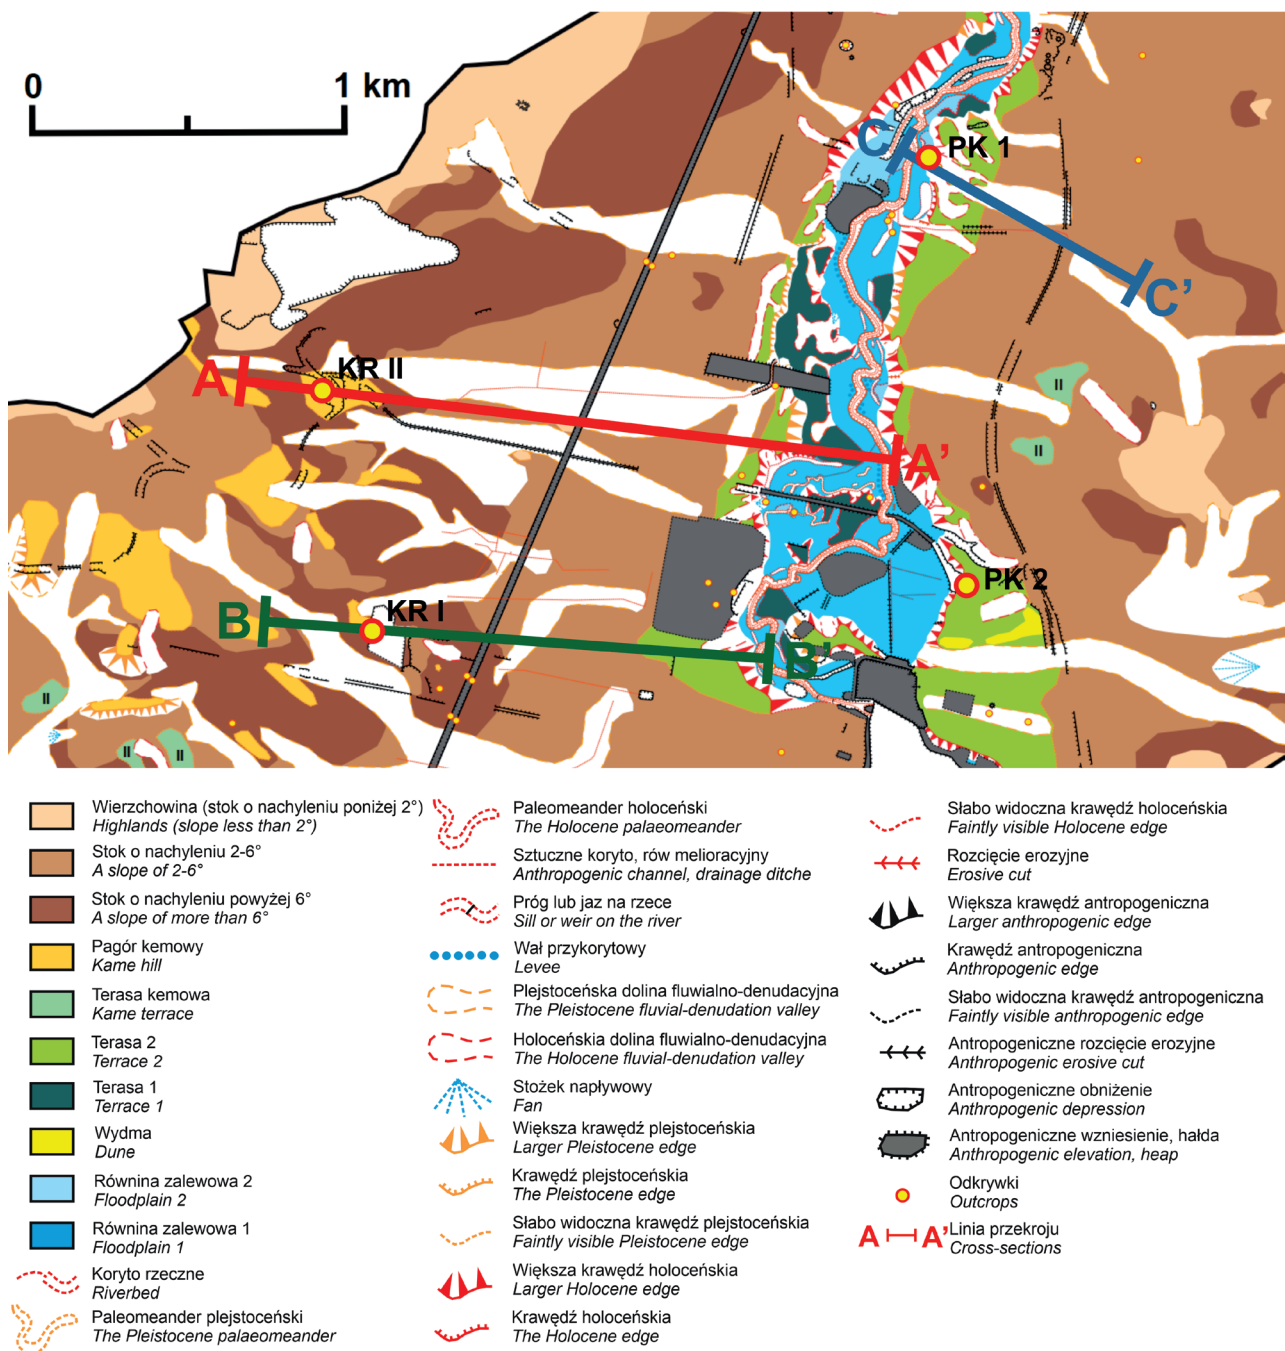 0
1 km
C
PK 1
C’
A
KR II
II
II
A’
PK 2
B
KR I
B’
II
II
II
Wierzchowina (stok o nachyleniu poniżej 2°)
Highlands (slope less than 2°)
Stok o nachyleniu 2-6°
A slope of 2-6°
Stok o nachyleniu powyżej 6°
A slope of more than 6°
Pagór kemowy
Kame hill
Terasa kemowa
Kame terrace
Terasa 2
Terrace 2
Terasa 1
Terrace 1
Wydma
Dune
Równina zalewowa 2
Floodplain 2
Równina zalewowa 1
Floodplain 1
Koryto rzeczne
Riverbed
Paleomeander plejstoceński
The Pleistocene palaeomeander
Paleomeander holoceński
The Holocene palaeomeander
Sztuczne koryto, rów melioracyjny
Anthropogenic channel, drainage ditche
Próg lub jaz na rzece
Sill or weir on the river
Wał przykorytowy
Levee
Plejstoceńska dolina fluwialno-denudacyjna
The Pleistocene fluvial-denudation valley
Holoceńskia dolina fluwialno-denudacyjna
The Holocene fluvial-denudation valley
Stożek napływowy
Fan
Większa krawędź plejstoceńskia
Larger Pleistocene edge
Krawędź plejstoceńskia
The Pleistocene edge
Słabo widoczna krawędź plejstoceńskia
Faintly visible Pleistocene edge
Większa krawędź holoceńskia
Larger Holocene edge
Krawędź holoceńskia
The Holocene edge
Słabo widoczna krawędź holoceńskia
Faintly visible Holocene edge
Rozcięcie erozyjne
Erosive cut
Większa krawędź antropogeniczna
Larger anthropogenic edge
Krawędź antropogeniczna
Anthropogenic edge
Słabo widoczna krawędź antropogeniczna
Faintly visible anthropogenic edge
Antropogeniczne rozcięcie erozyjne
Anthropogenic erosive cut
Antropogeniczne obniżenie
Anthropogenic depression
Antropogeniczne wzniesienie, hałda
Anthropogenic elevation, heap
Odkrywki
Outcrops
A A’ Linia przekroju
Cross-sections